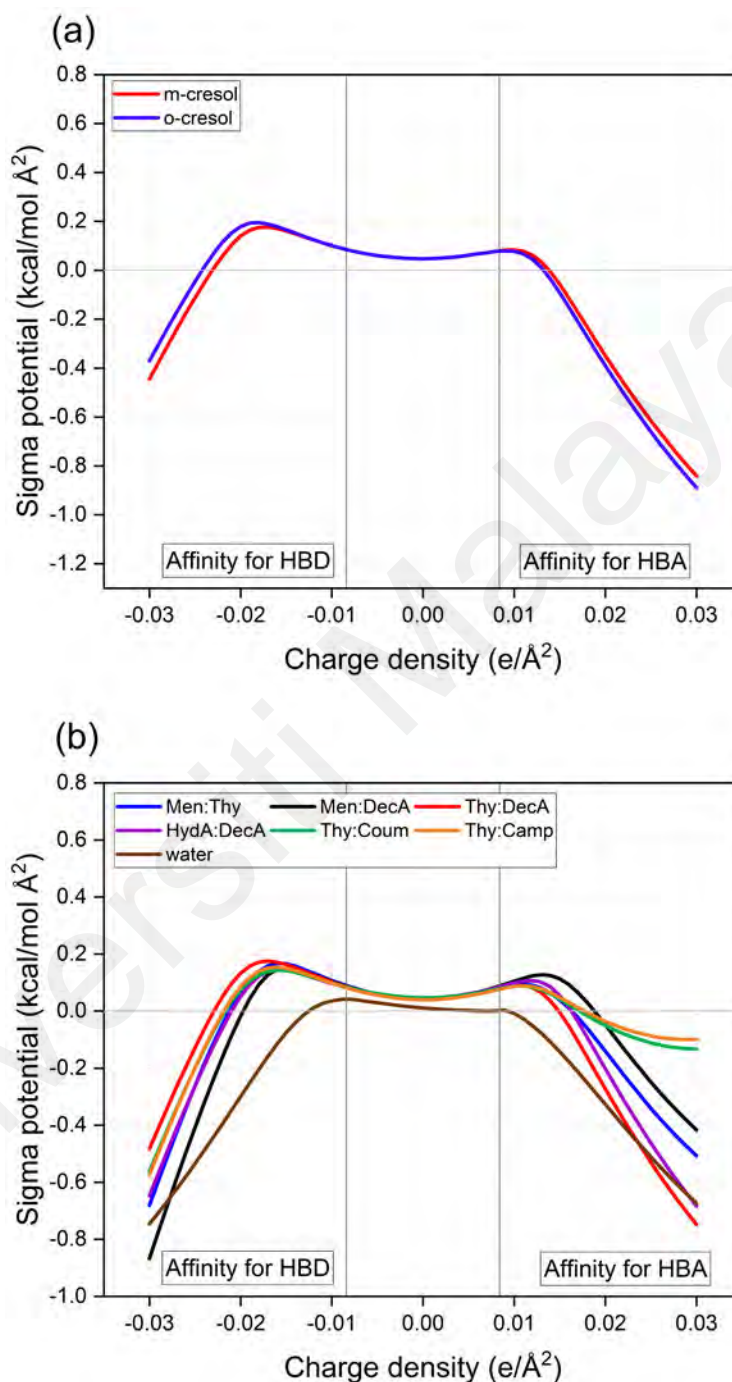 (a)
0.8
0.6
0.4
0.2
0.0
-0.2
-0.4
-0.6
-0.8
-1.0
-1.2
Sigma potential (kcal/mol Å²)
m-cresol
o-cresol
Affinity for HBD
Affinity for HBA
-0.03 -0.02 -0.01 0.00 0.01 0.02 0.03
Charge density (e/Å²)
(b)
0.8
0.6
0.4
0.2
0.0
-0.2
-0.4
-0.6
-0.8
-1.0
Sigma potential (kcal/mol Å²)
Men:Thy Men:DecA Thy:DecA
HydA:DecA Thy:Coum Thy:Camp
water
Affinity for HBD
Affinity for HBA
-0.03 -0.02 -0.01 0.00 0.01 0.02 0.03
Charge density (e/Å²)